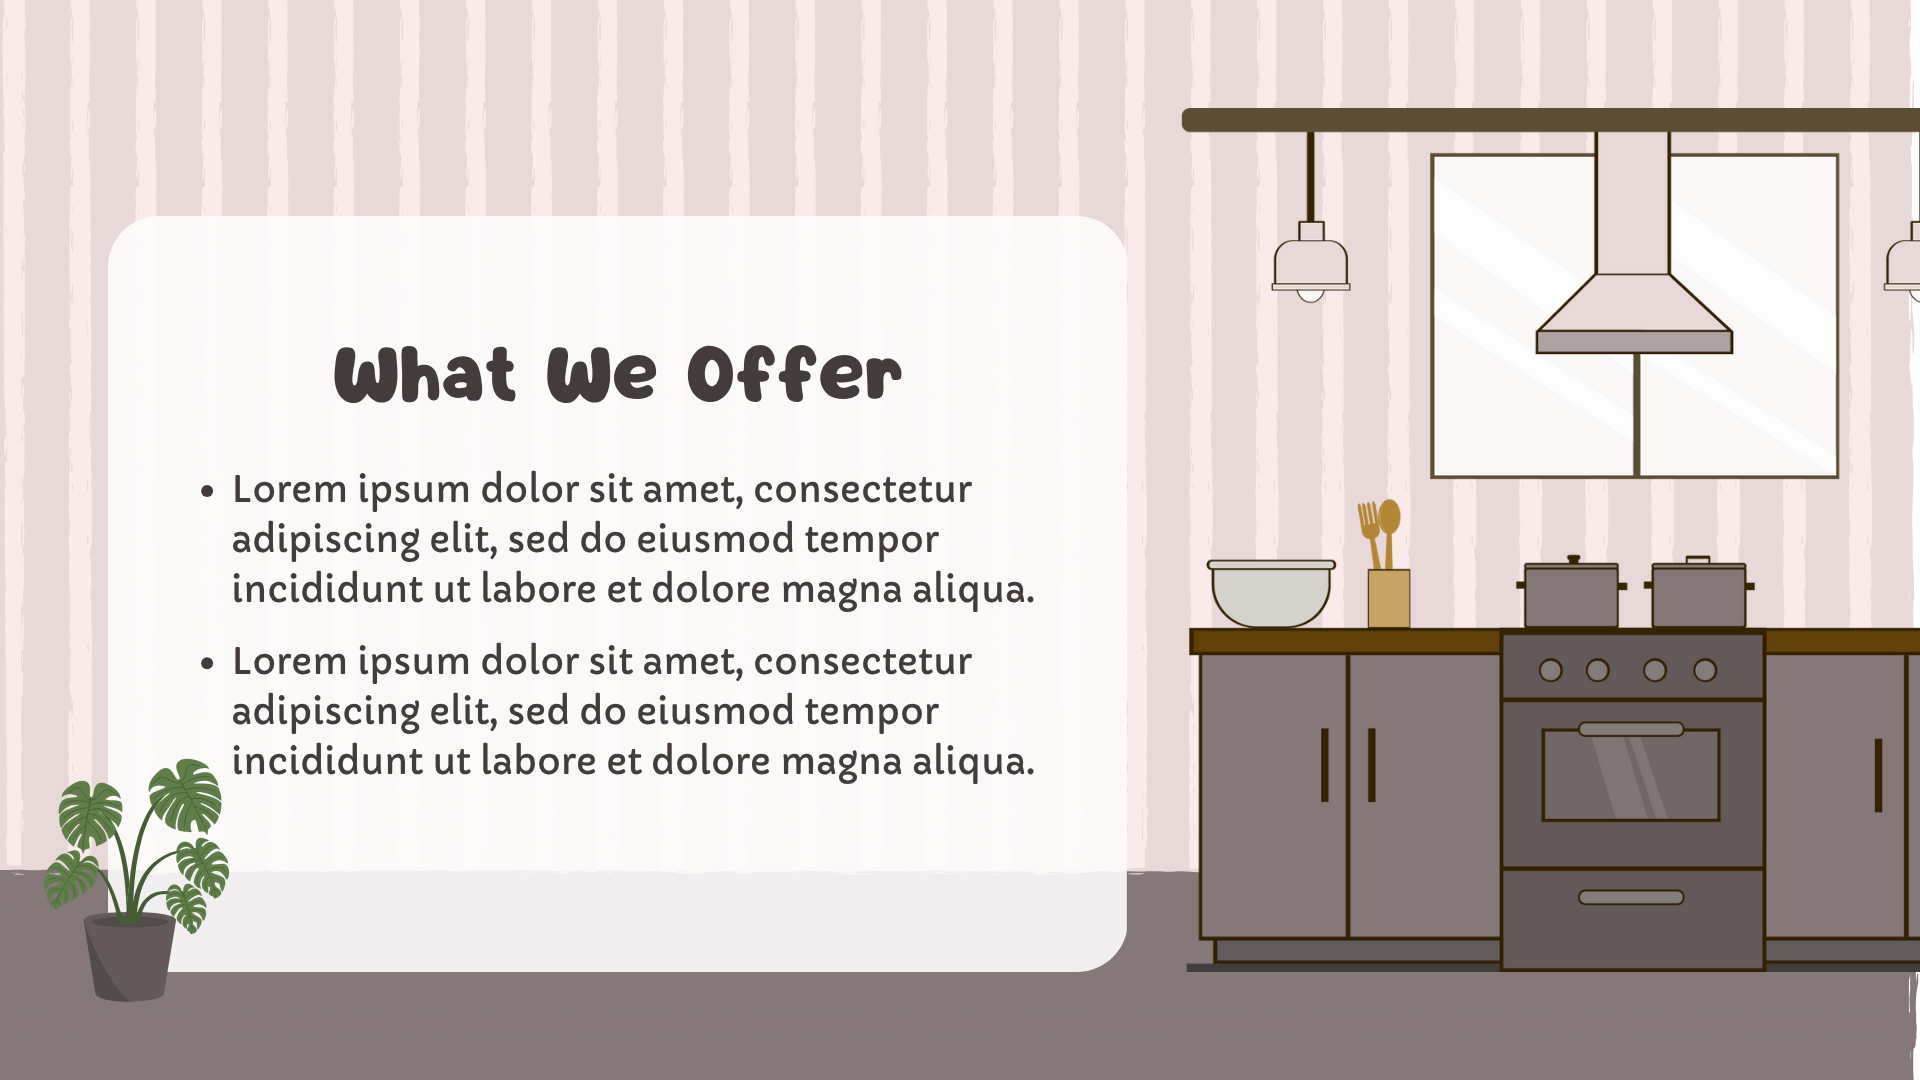 What We Offer
• Lorem ipsum dolor sit amet, consectetur
adipiscing elit, sed do eiusmod tempor
incididunt ut labore et dolore magna aliqua.
• Lorem ipsum dolor sit amet, consectetur
adipiscing elit, sed do eiusmod tempor
incididunt ut labore et dolore magna aliqua.